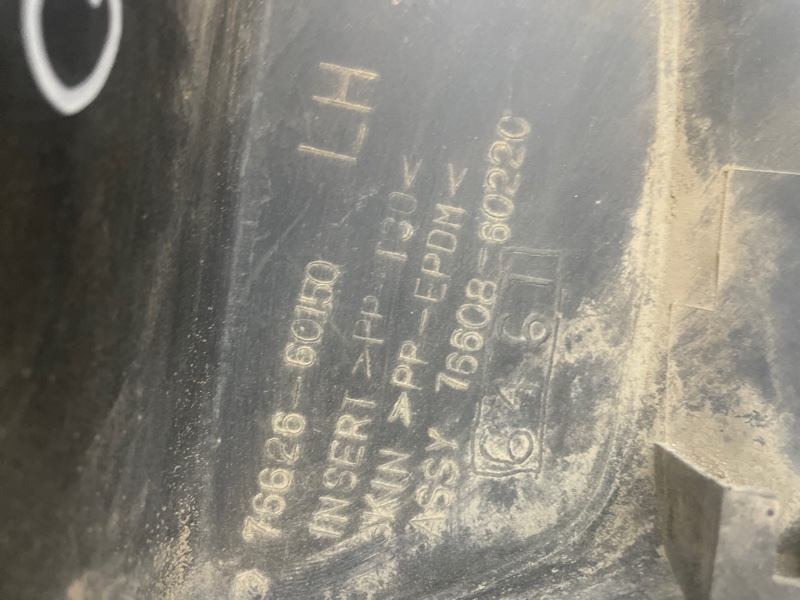 LH
76626-60150
INSERT >PP-T30<
SKIN >PP-EPDM<
ASSY 76608-60220